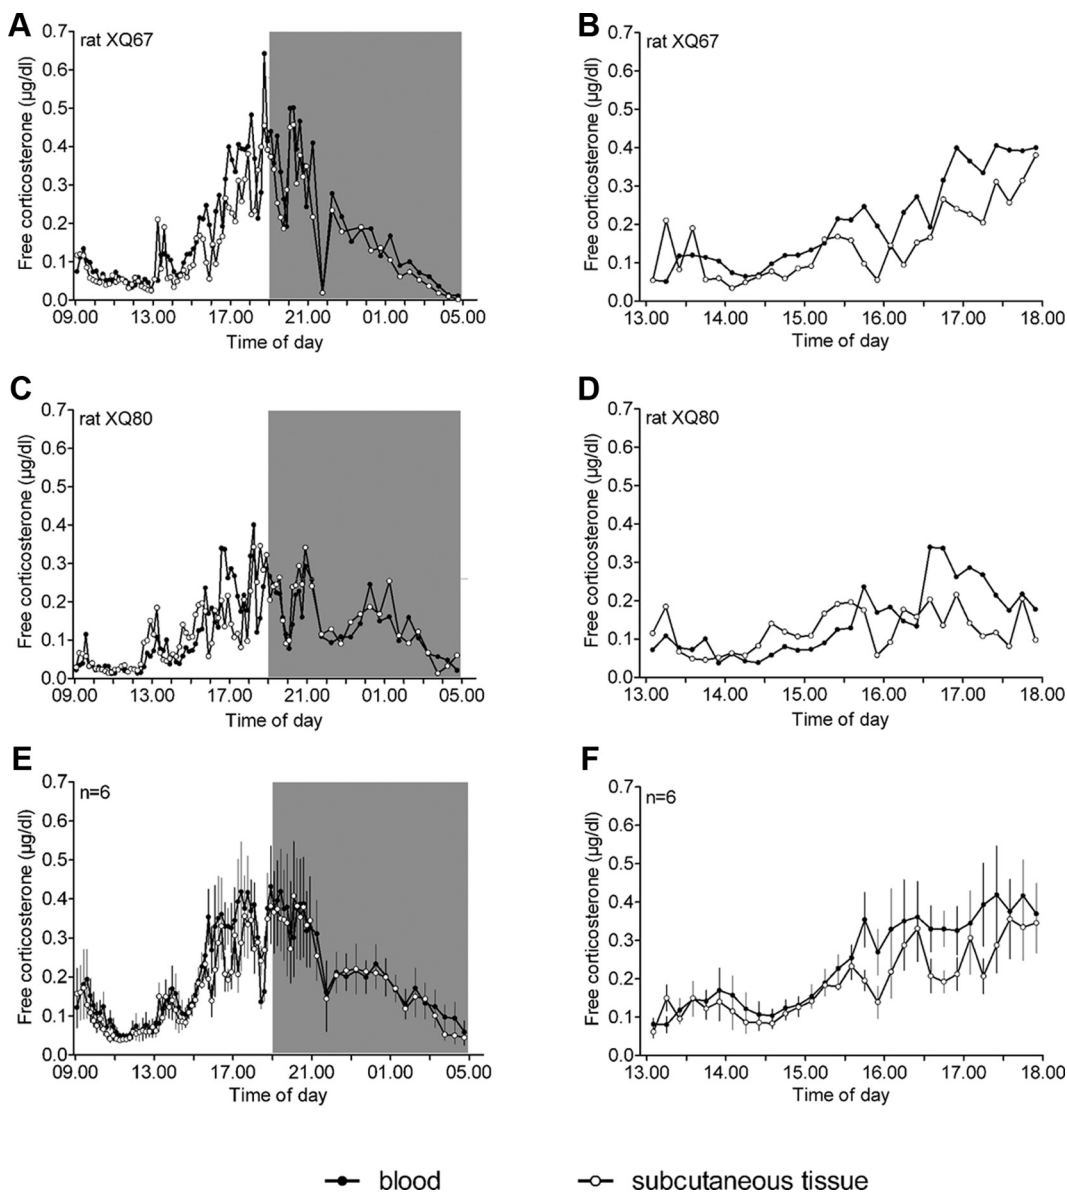 A
rat XQ67
Free corticosterone (µg/dl)
0.7
0.6
0.5
0.4
0.3
0.2
0.1
0.0
09.00 13.00 17.00 21.00 01.00 05.00
Time of day
B
rat XQ67
Free corticosterone (µg/dl)
0.7
0.6
0.5
0.4
0.3
0.2
0.1
0.0
13.00 14.00 15.00 16.00 17.00 18.00
Time of day
C
rat XQ80
Free corticosterone (µg/dl)
0.7
0.6
0.5
0.4
0.3
0.2
0.1
0.0
09.00 13.00 17.00 21.00 01.00 05.00
Time of day
D
rat XQ80
Free corticosterone (µg/dl)
0.7
0.6
0.5
0.4
0.3
0.2
0.1
0.0
13.00 14.00 15.00 16.00 17.00 18.00
Time of day
E
n=6
Free corticosterone (µg/dl)
0.7
0.6
0.5
0.4
0.3
0.2
0.1
0.0
09.00 13.00 17.00 21.00 01.00 05.00
Time of day
F
n=6
Free corticosterone (µg/dl)
0.7
0.6
0.5
0.4
0.3
0.2
0.1
0.0
13.00 14.00 15.00 16.00 17.00 18.00
Time of day
blood
subcutaneous tissue